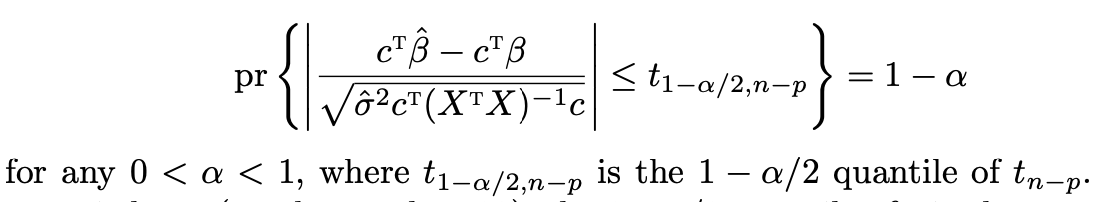 pr { | (cᵀβ̂ − cᵀβ) / √(σ̂²cᵀ(XᵀX)⁻¹c) | ≤ t_{1−α/2,n−p} } = 1 − α
for any 0 < α < 1, where t_{1−α/2,n−p} is the 1 − α/2 quantile of t_{n−p}.